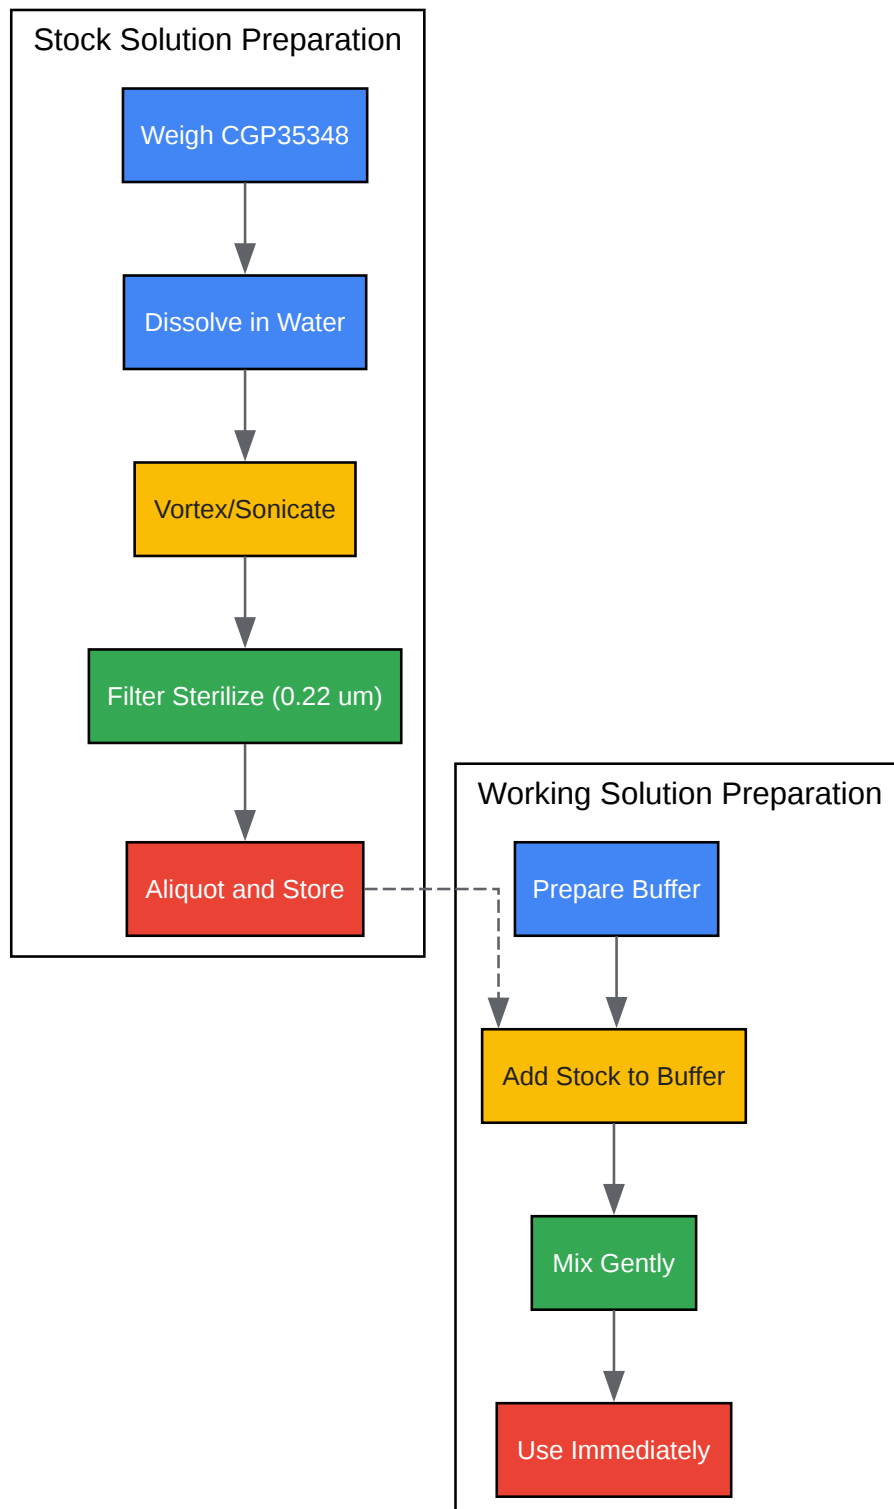 Stock Solution Preparation
Weigh CGP35348
Dissolve in Water
Vortex/Sonicate
Filter Sterilize (0.22 um)
Aliquot and Store
Working Solution Preparation
Prepare Buffer
Add Stock to Buffer
Mix Gently
Use Immediately